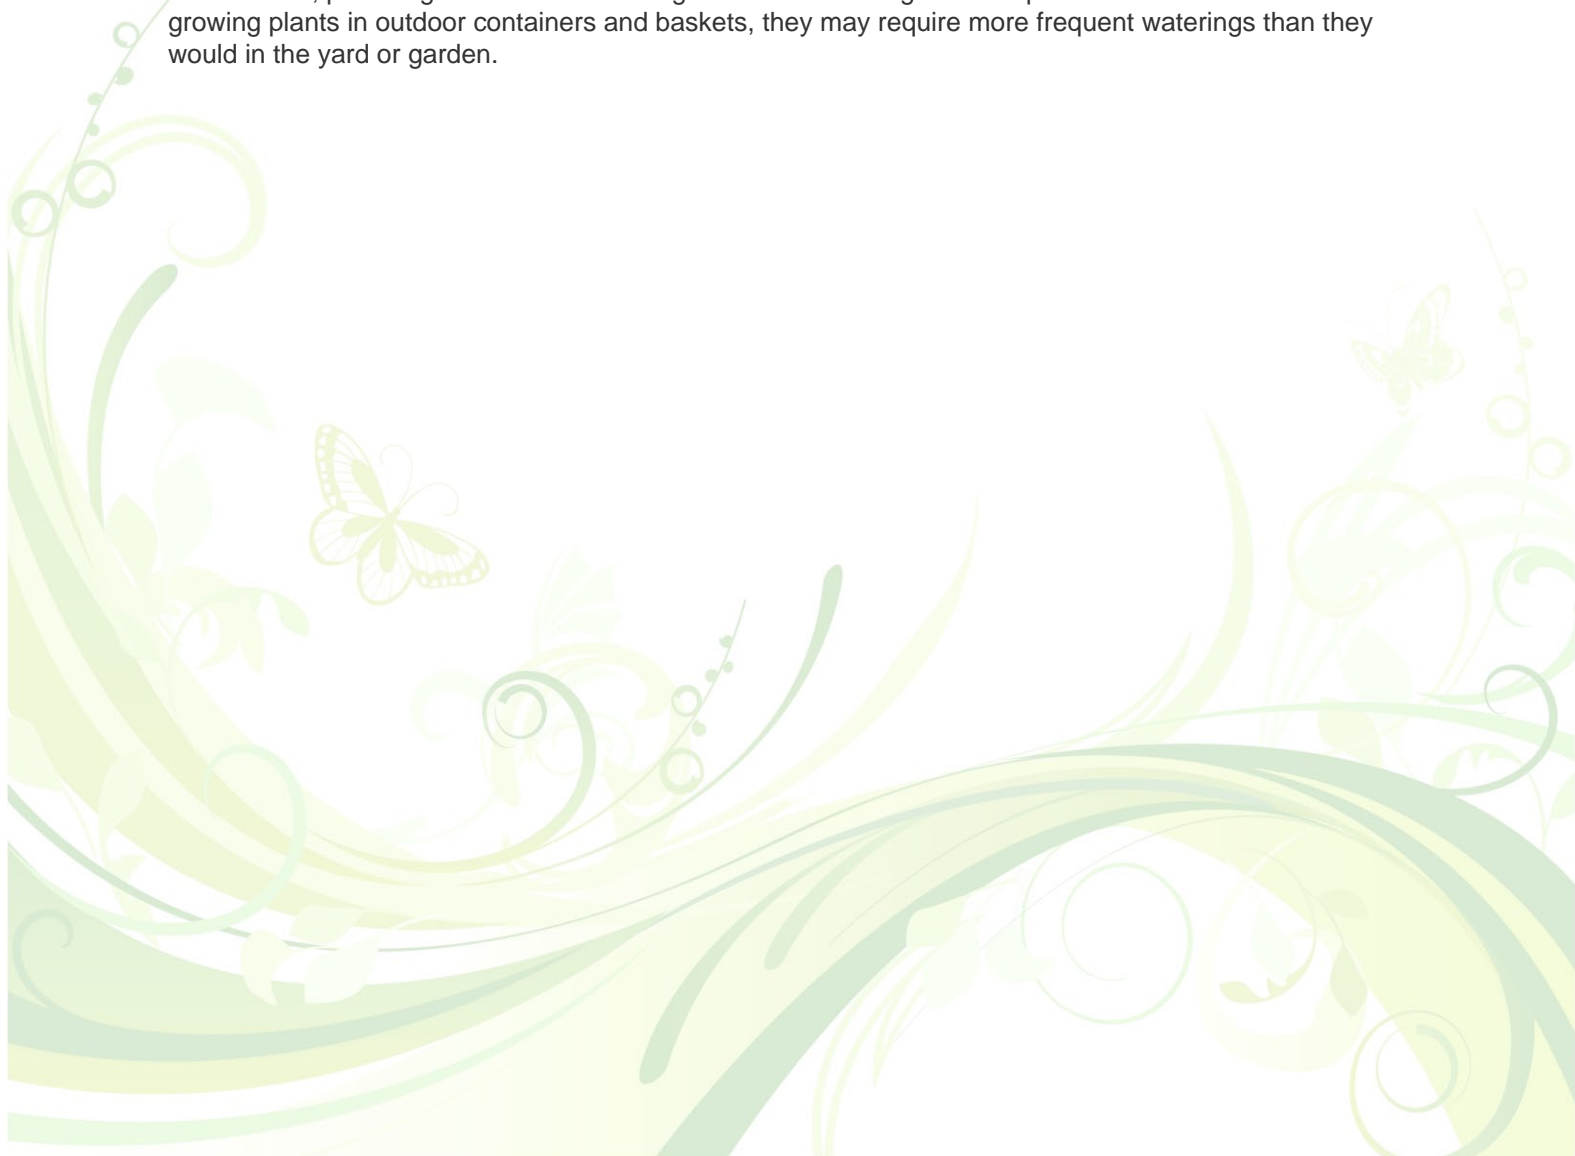 growing plants in outdoor containers and baskets, they may require more frequent waterings than they
would in the yard or garden.